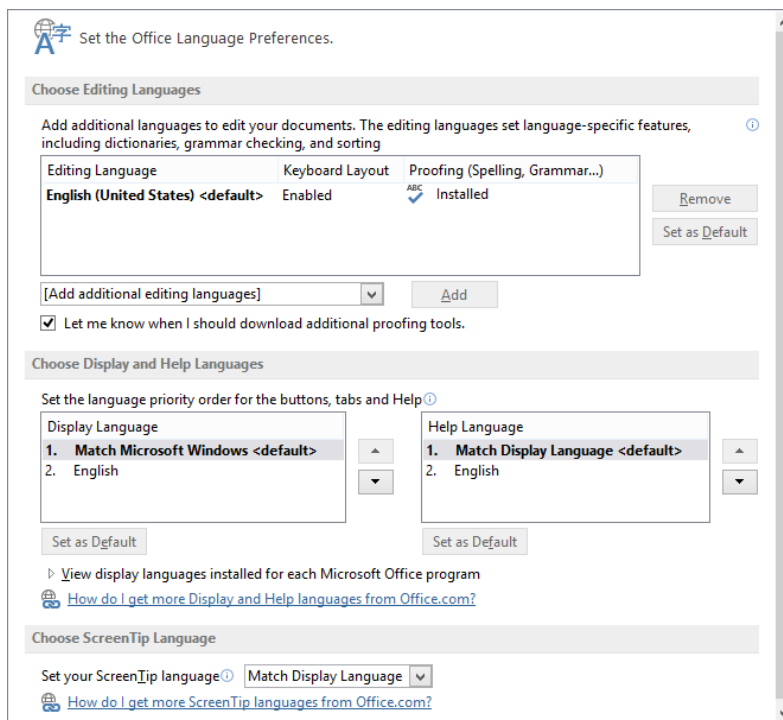 Set the Office Language Preferences.
Choose Editing Languages
Add additional languages to edit your documents. The editing languages set language-specific features,
including dictionaries, grammar checking, and sorting
Editing Language Keyboard Layout Proofing (Spelling, Grammar...)
English (United States) <default> Enabled ABC Installed
Remove
Set as Default
[Add additional editing languages] Add
Let me know when I should download additional proofing tools.
Choose Display and Help Languages
Set the language priority order for the buttons, tabs and Help
Display Language
1. Match Microsoft Windows <default>
2. English
Set as Default
Help Language
1. Match Display Language <default>
2. English
Set as Default
View display languages installed for each Microsoft Office program
How do I get more Display and Help languages from Office.com?
Choose ScreenTip Language
Set your ScreenTip language Match Display Language
How do I get more ScreenTip languages from Office.com?